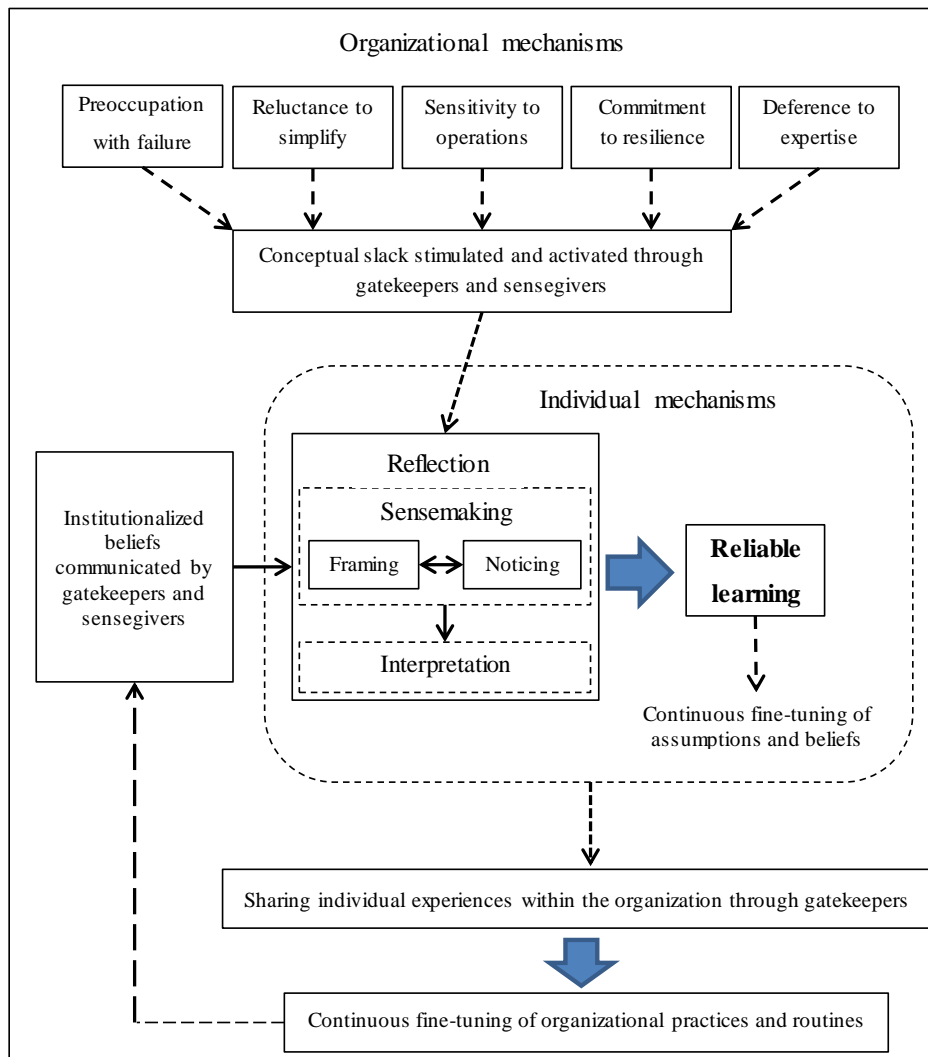 Organizational mechanisms
Preoccupation
with failure
Reluctance to
simplify
Sensitivity to
operations
Commitment
to resilience
Deference to
expertise
Conceptual slack stimulated and activated through
gatekeepers and sensegivers
Individual mechanisms
Institutionalized
beliefs
communicated by
gatekeepers and
sensegivers
Reflection
Sensemaking
Framing
Noticing
Interpretation
Reliable
learning
Continuous fine-tuning of
assumptions and beliefs
Sharing individual experiences within the organization through gatekeepers
Continuous fine-tuning of organizational practices and routines